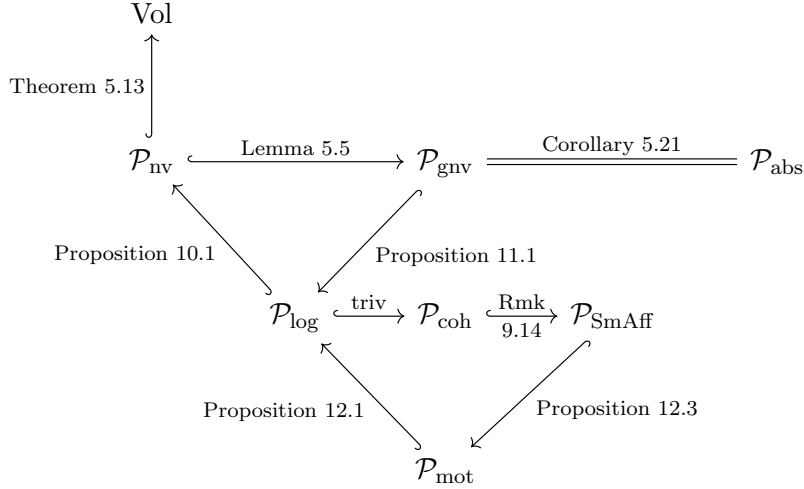 Vol
Theorem 5.13
𝒫nv Lemma 5.5 𝒫gnv Corollary 5.21 𝒫abs
Proposition 10.1 Proposition 11.1
𝒫log triv 𝒫coh Rmk 9.14 𝒫SmAff
Proposition 12.1 Proposition 12.3
𝒫mot